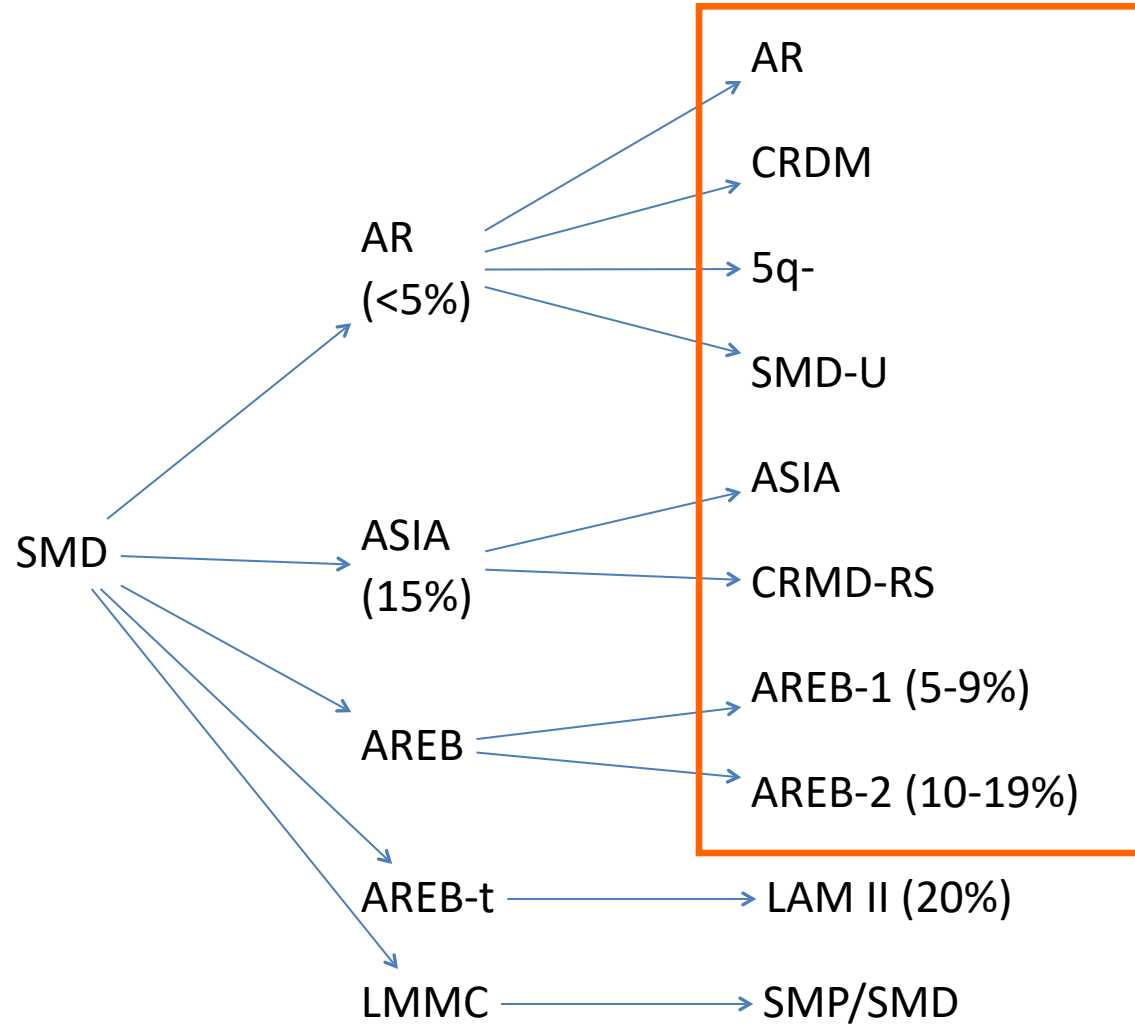 SMD
AR
(<5%)
ASIA
(15%)
AREB
AREB-t
LMMC
AR
CRDM
5q-
SMD-U
ASIA
CRMD-RS
AREB-1 (5-9%)
AREB-2 (10-19%)
LAM II (20%)
SMP/SMD